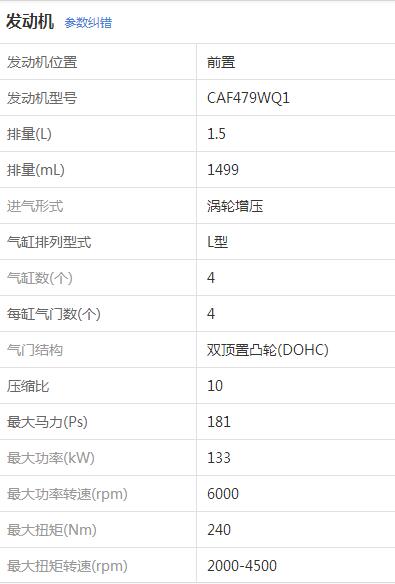 发动机 参数纠错
发动机位置 前置
发动机型号 CAF479WQ1
排量(L) 1.5
排量(mL) 1499
进气形式 涡轮增压
气缸排列型式 L型
气缸数(个) 4
每缸气门数(个) 4
气门结构 双顶置凸轮(DOHC)
压缩比 10
最大马力(Ps) 181
最大功率(kW) 133
最大功率转速(rpm) 6000
最大扭矩(Nm) 240
最大扭矩转速(rpm) 2000-4500